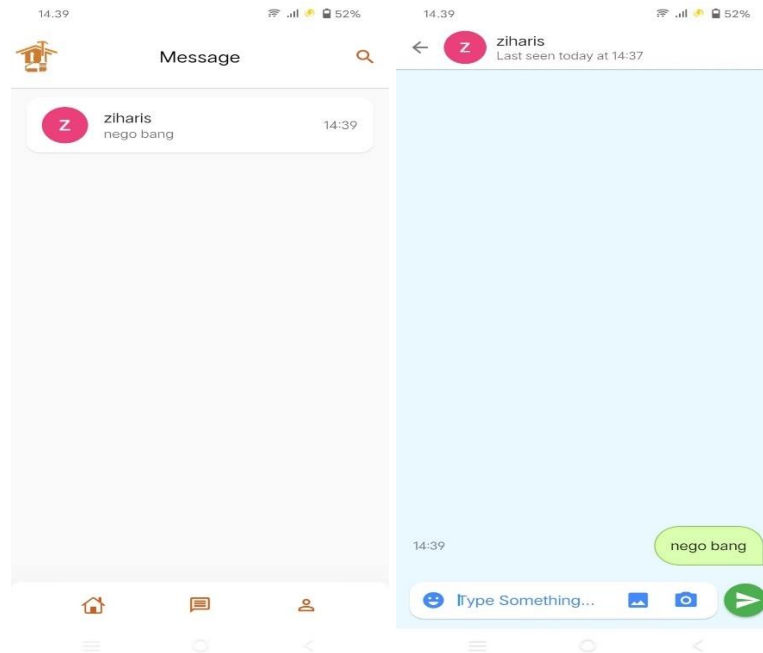 14.39
52%
Message
Z
ziharis
nego bang
14:39
14.39
52%
Z
ziharis
Last seen today at 14:37
14:39
nego bang
Type Something...